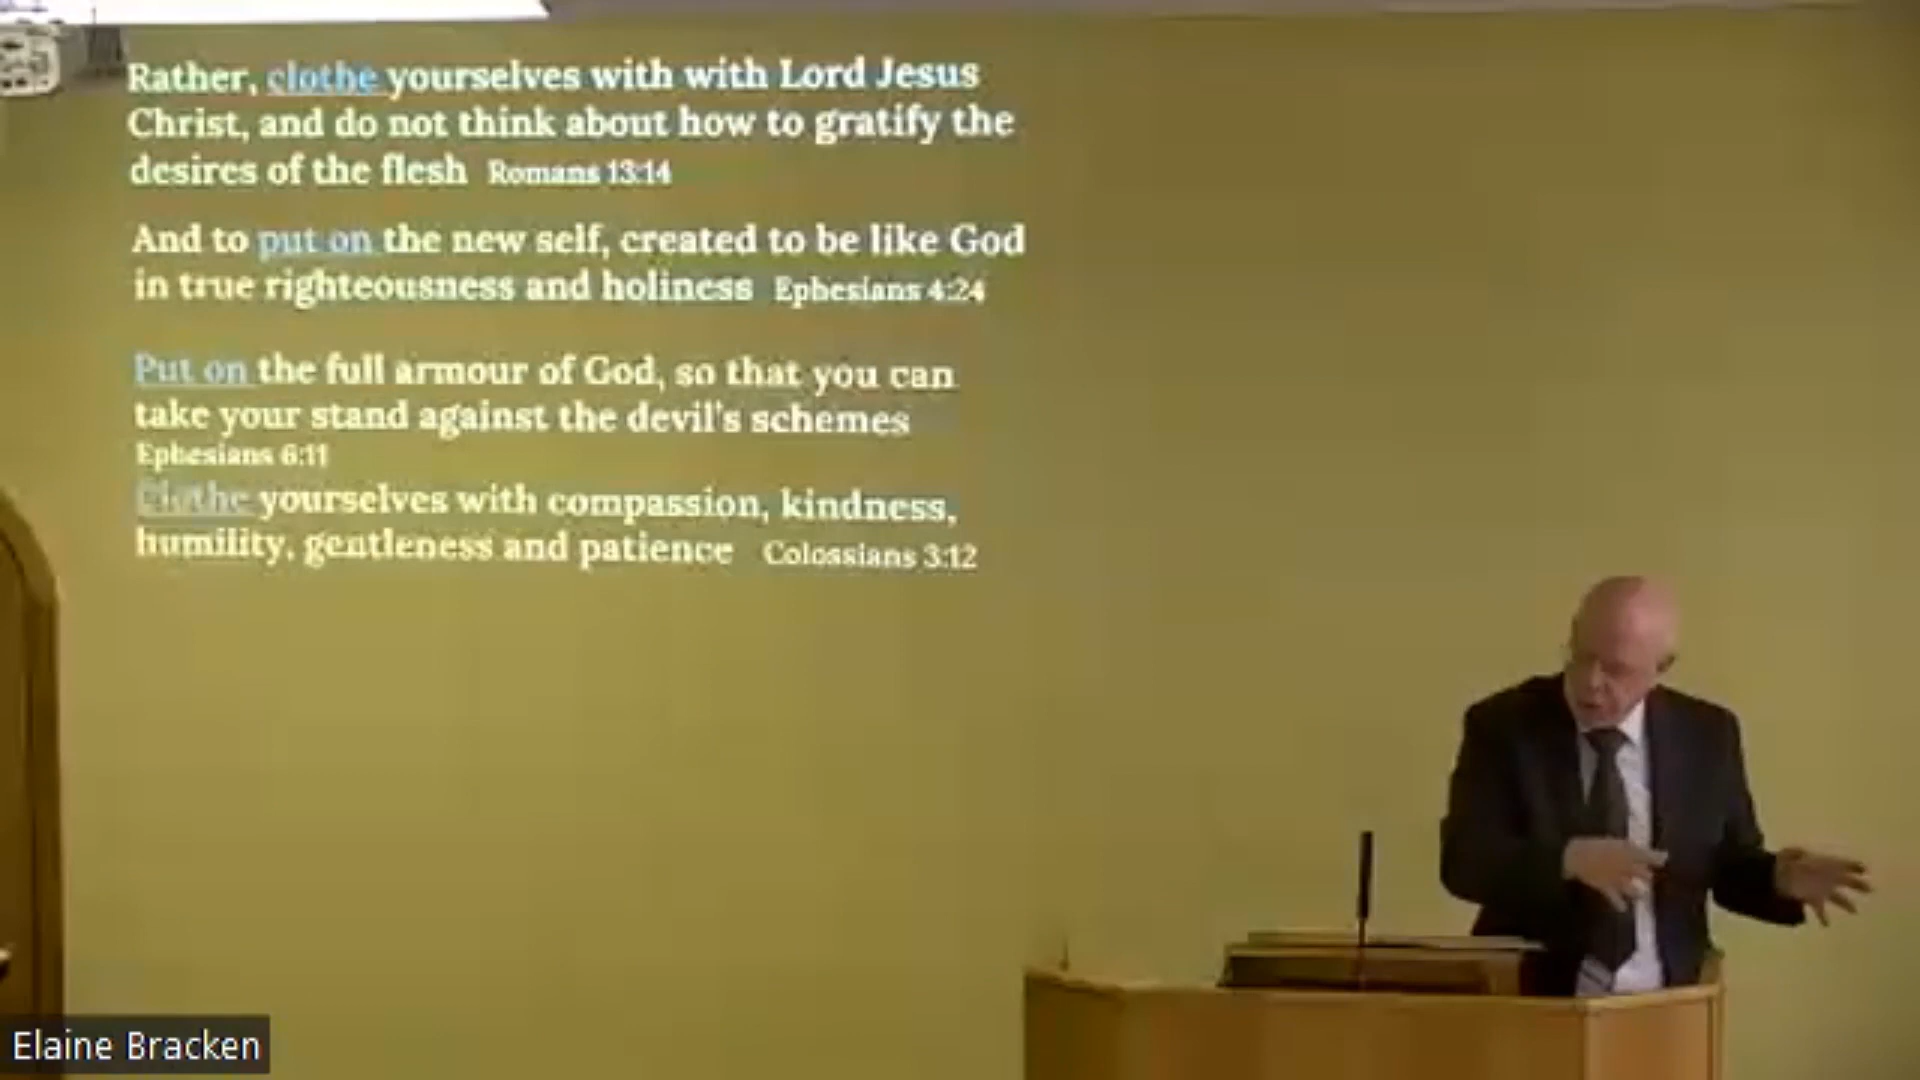 Rather, clothe yourselves with with Lord Jesus
Christ, and do not think about how to gratify the
desires of the flesh Romans 13:14
And to put on the new self, created to be like God
in true righteousness and holiness Ephesians 4:24
Put on the full armour of God, so that you can
take your stand against the devil's schemes
Ephesians 6:11
Clothe yourselves with compassion, kindness,
humility, gentleness and patience Colossians 3:12
Elaine Bracken